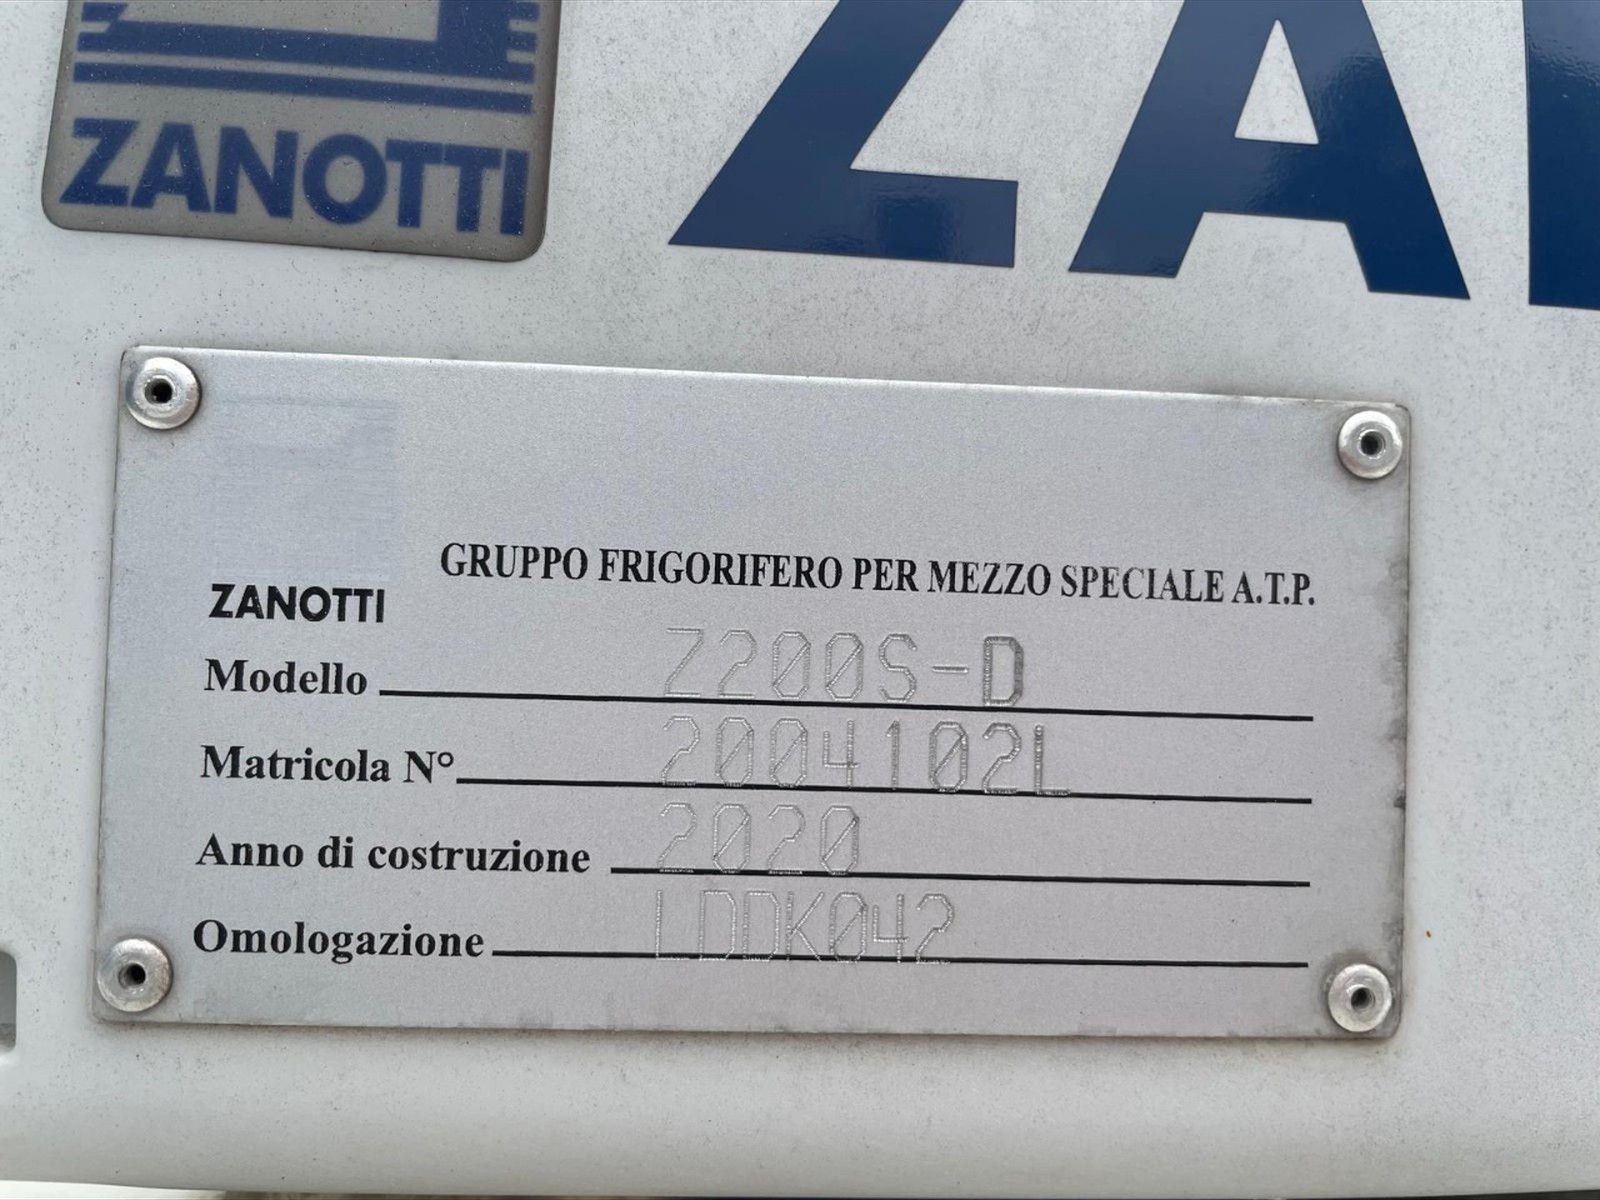 ZANOTTI
ZA
GRUPPO FRIGORIFERO PER MEZZO SPECIALE A.T.P.
ZANOTTI
Modello Z200S-D
Matricola N° 2004102L
Anno di costruzione 2020
Omologazione LDDK042